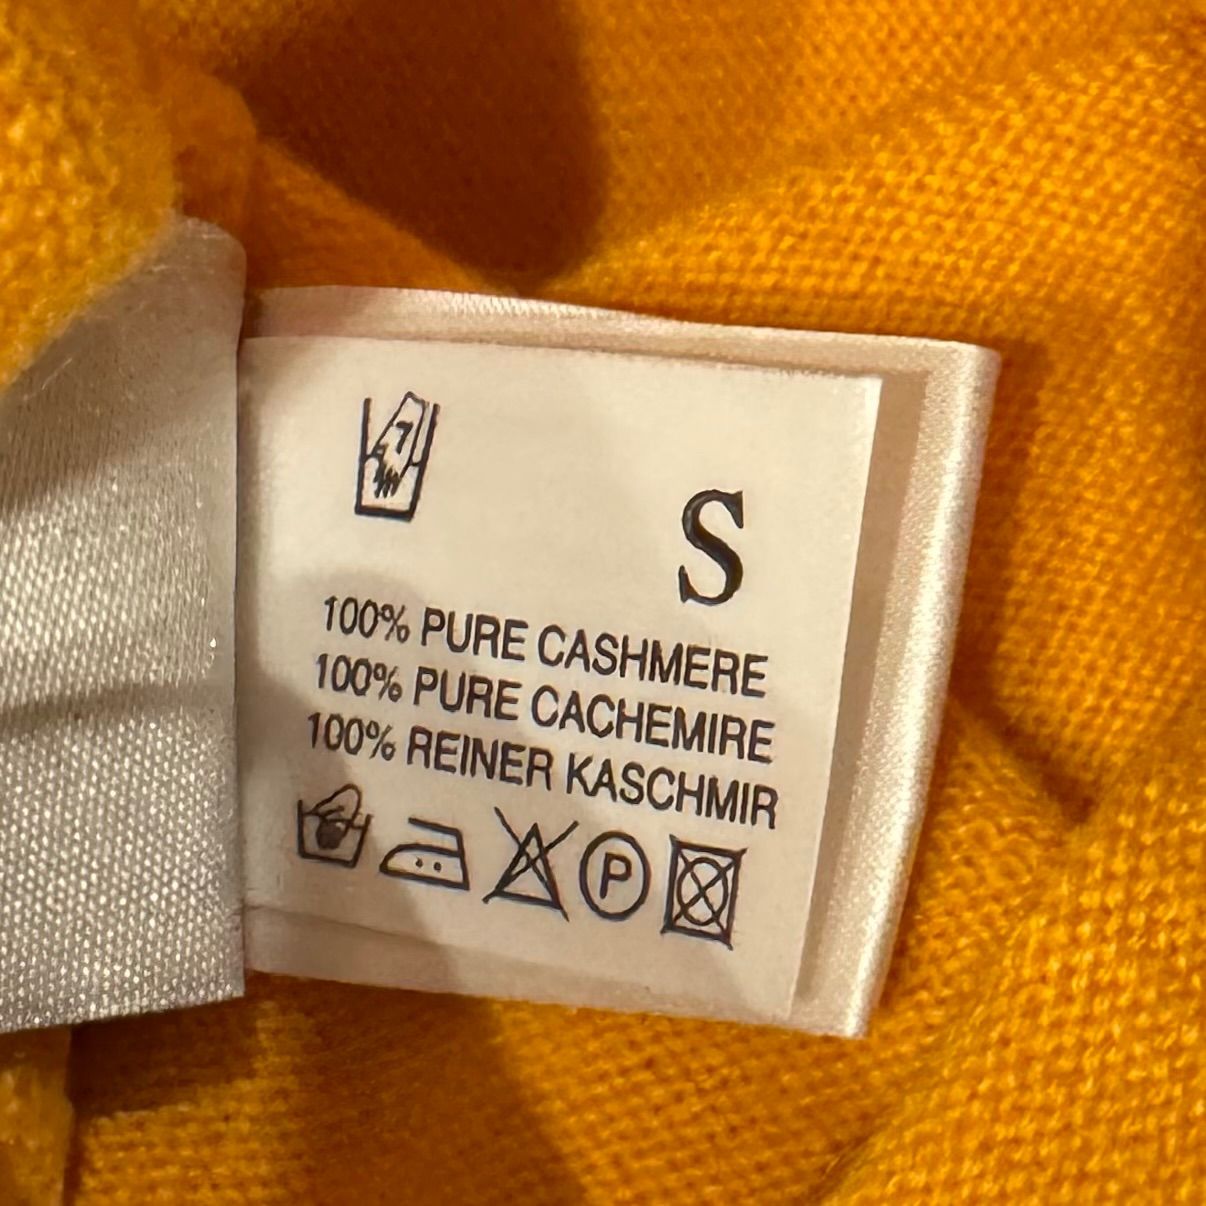 S
100% PURE CASHMERE
100% PURE CACHEMIRE
100% REINER KASCHMIR
P